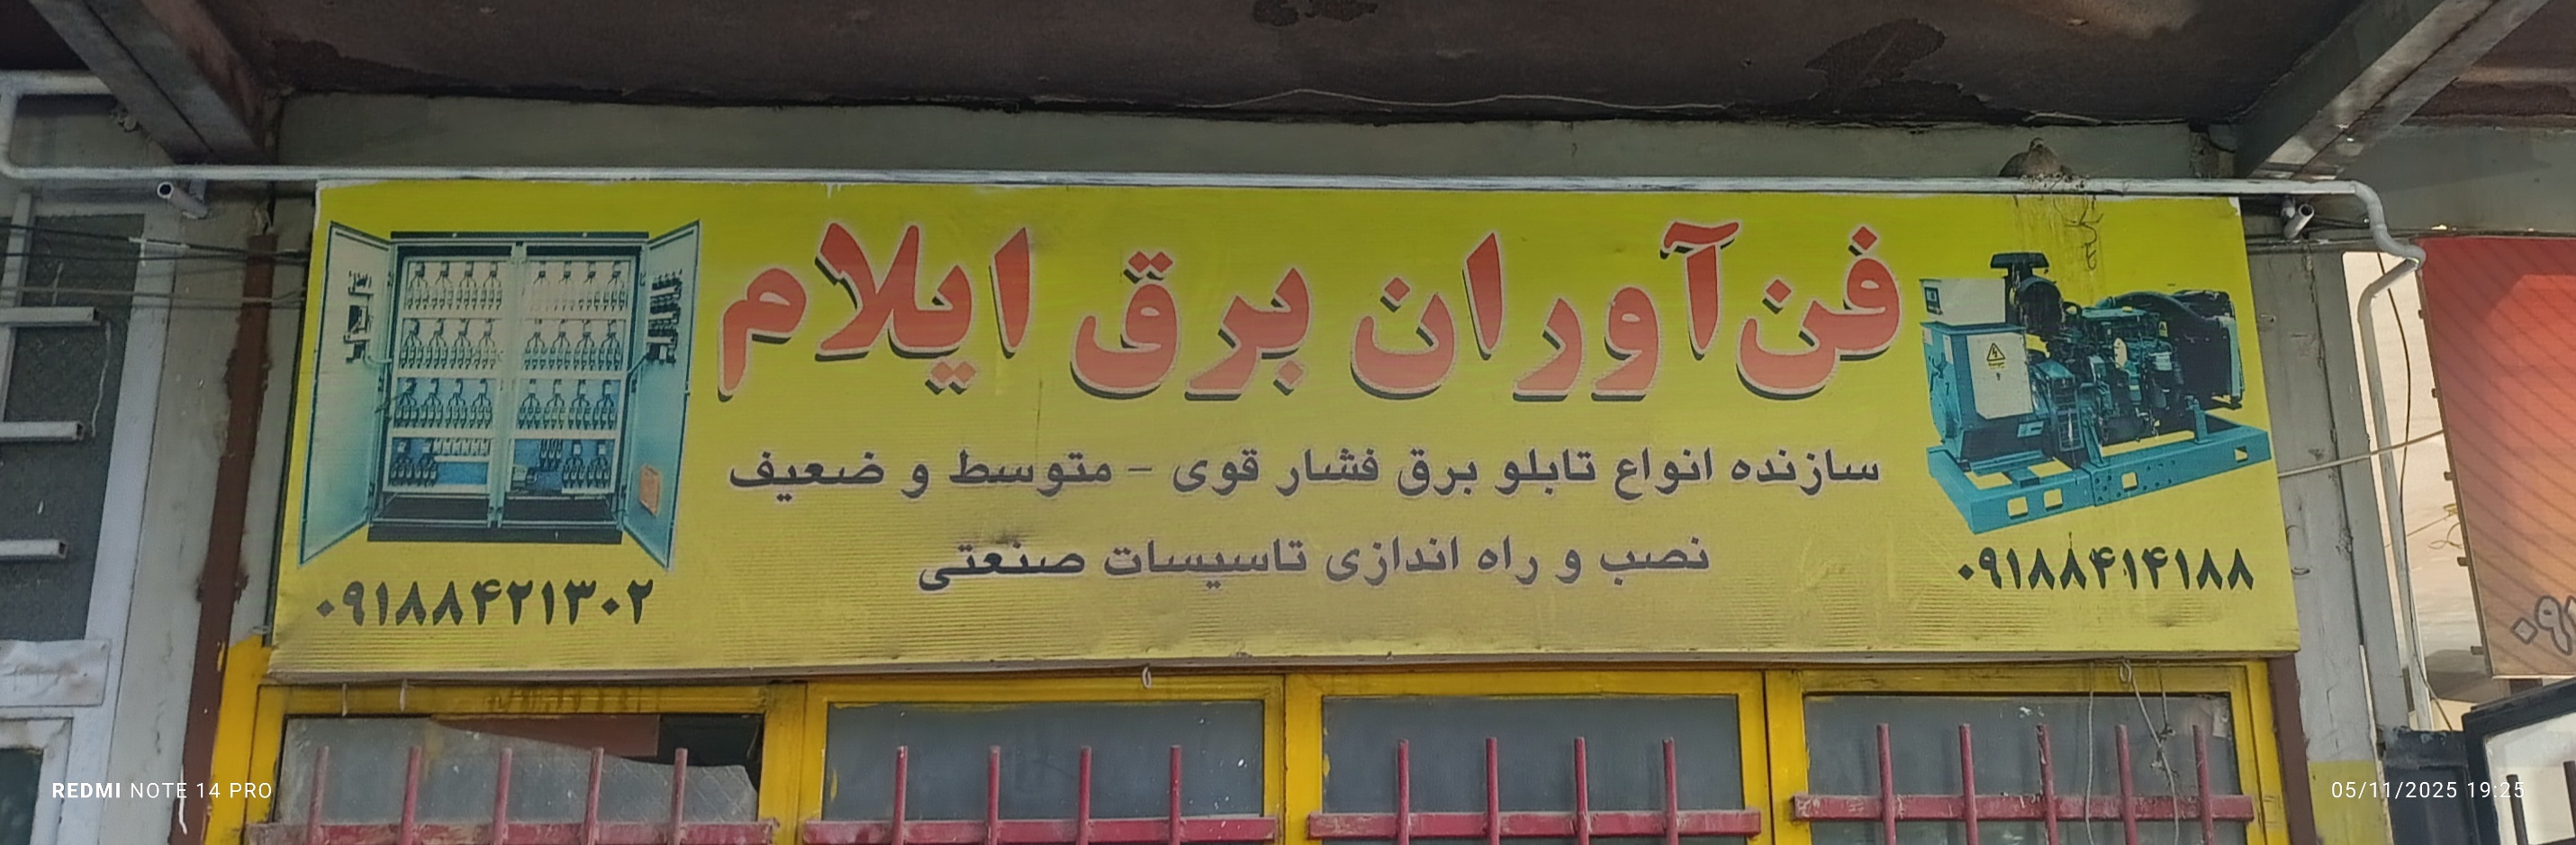 فن‌آوران برق ایلام
سازنده انواع تابلو برق فشار قوی - متوسط و ضعیف
نصب و راه اندازی تاسیسات صنعتی
۰۹۱۸۸۴۱۴۱۸۸
۰۹۱۸۸۴۲۱۳۰۲
REDMI NOTE 14 PRO
05/11/2025 19:25